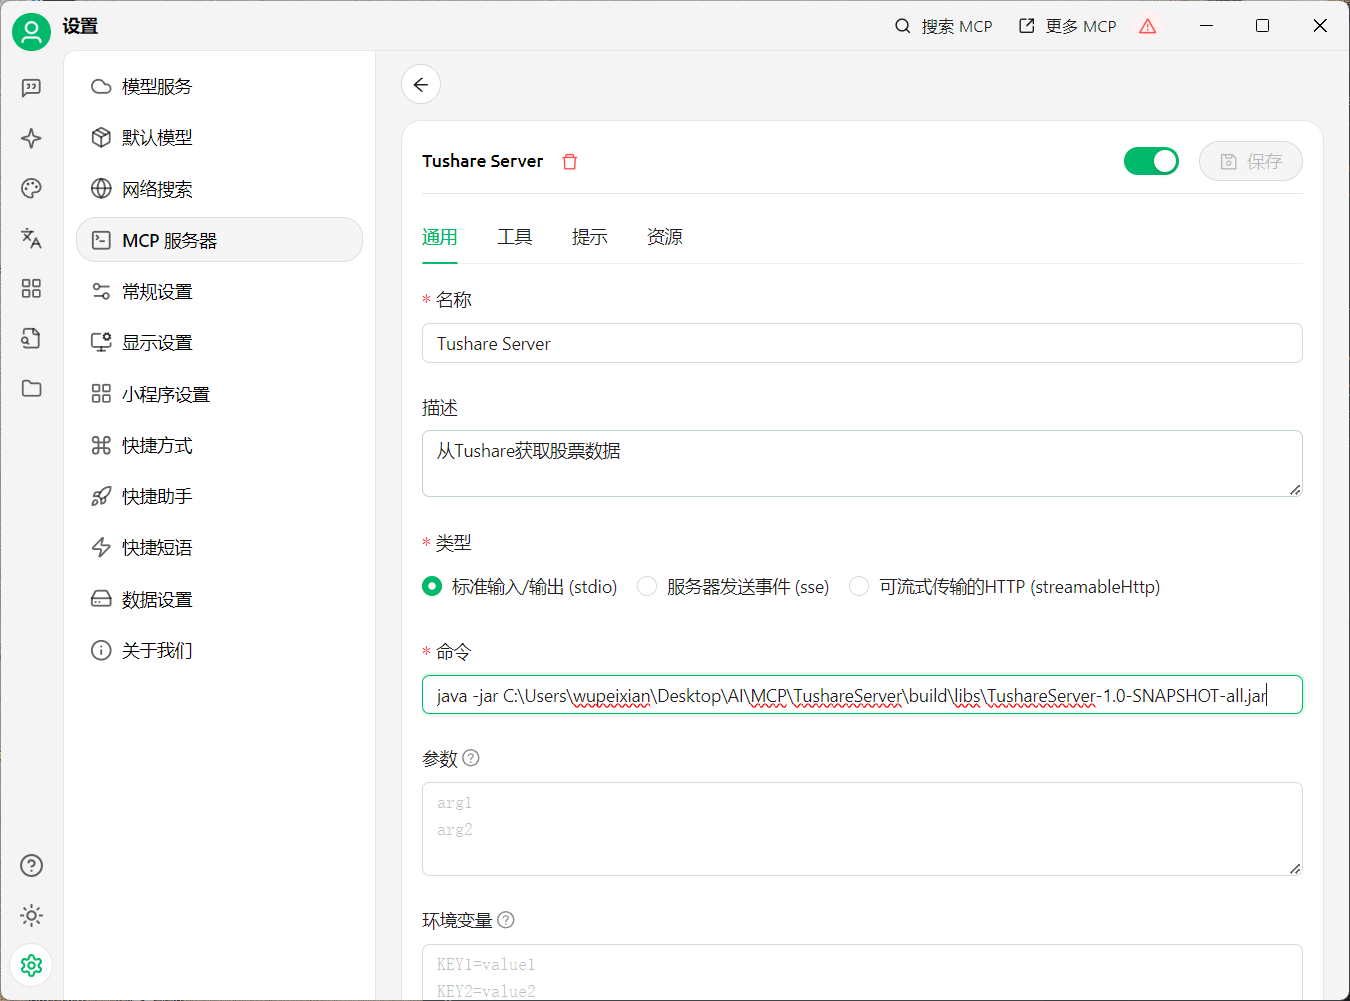 设置
搜索 MCP
更多 MCP
模型服务
默认模型
网络搜索
MCP 服务器
常规设置
显示设置
小程序设置
快捷方式
快捷助手
快捷短语
数据设置
关于我们
Tushare Server
保存
通用
工具
提示
资源
* 名称
Tushare Server
描述
从Tushare获取股票数据
* 类型
标准输入/输出 (stdio)
服务器发送事件 (sse)
可流式传输的HTTP (streamableHttp)
* 命令
java -jar C:\Users\wupeixian\Desktop\AI\MCP\TushareServer\build\libs\TushareServer-1.0-SNAPSHOT-all.jar
参数
arg1
arg2
环境变量
KEY1=value1
KEY2=value2